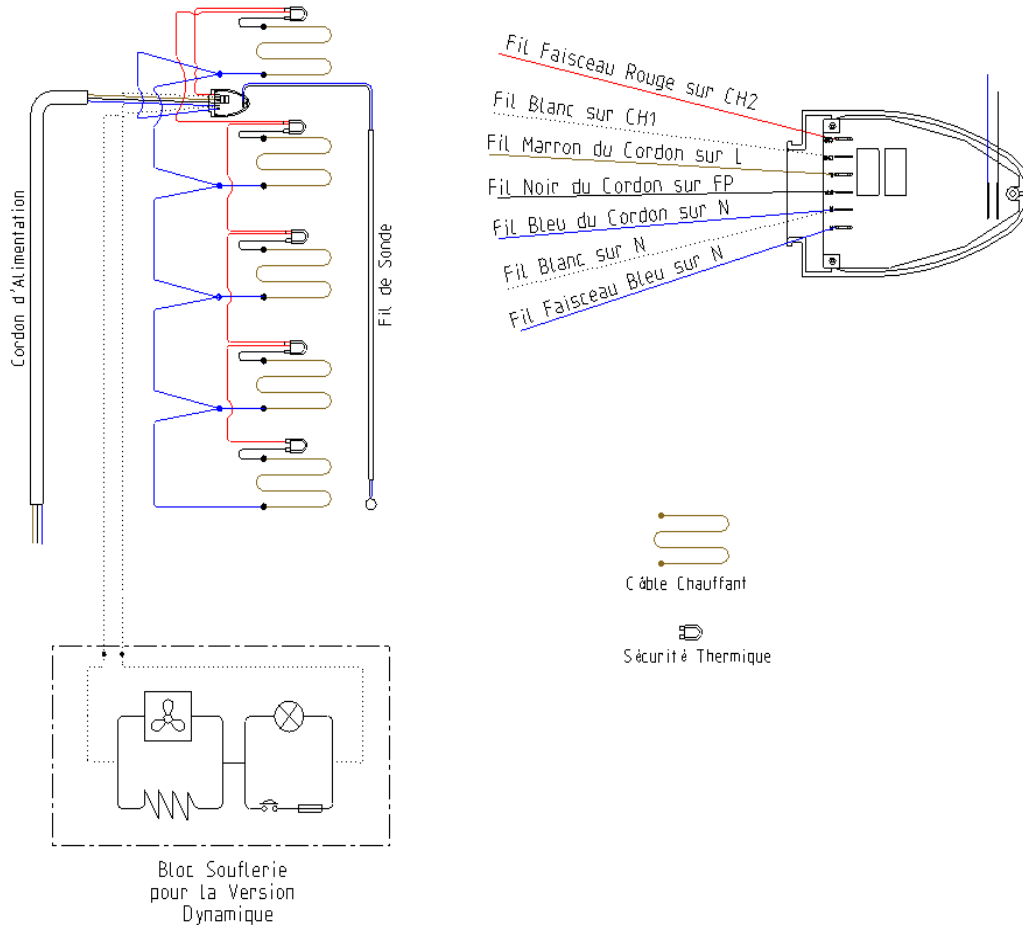 Fil Faisceau Rouge sur CH2
Fil Blanc sur CH1
Fil Marron du Cordon sur L
Fil Noir du Cordon sur FP
Fil Bleu du Cordon sur N
Fil Blanc sur N
Fil Faisceau Bleu sur N
Cordon d'Alimentation
Fil de Sonde
Câble Chauffant
Sécurité Thermique
Bloc Souflerie
pour la Version
Dynamique